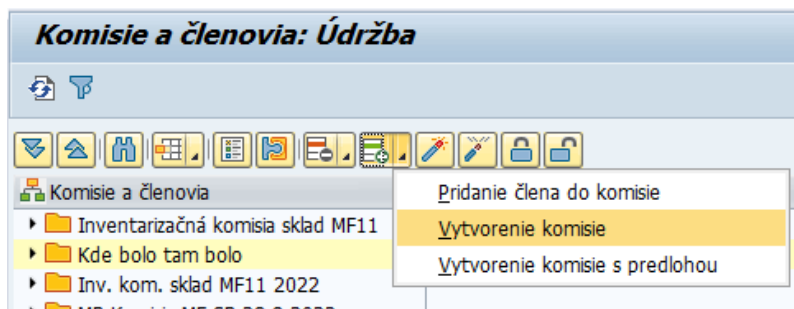 Komisie a členovia: Údržba
Komisie a členovia
Pridanie člena do komisie
Inventarizačná komisia sklad MF11
Vytvorenie komisie
Kde bolo tam bolo
Vytvorenie komisie s predlohou
Inv. kom. sklad MF11 2022